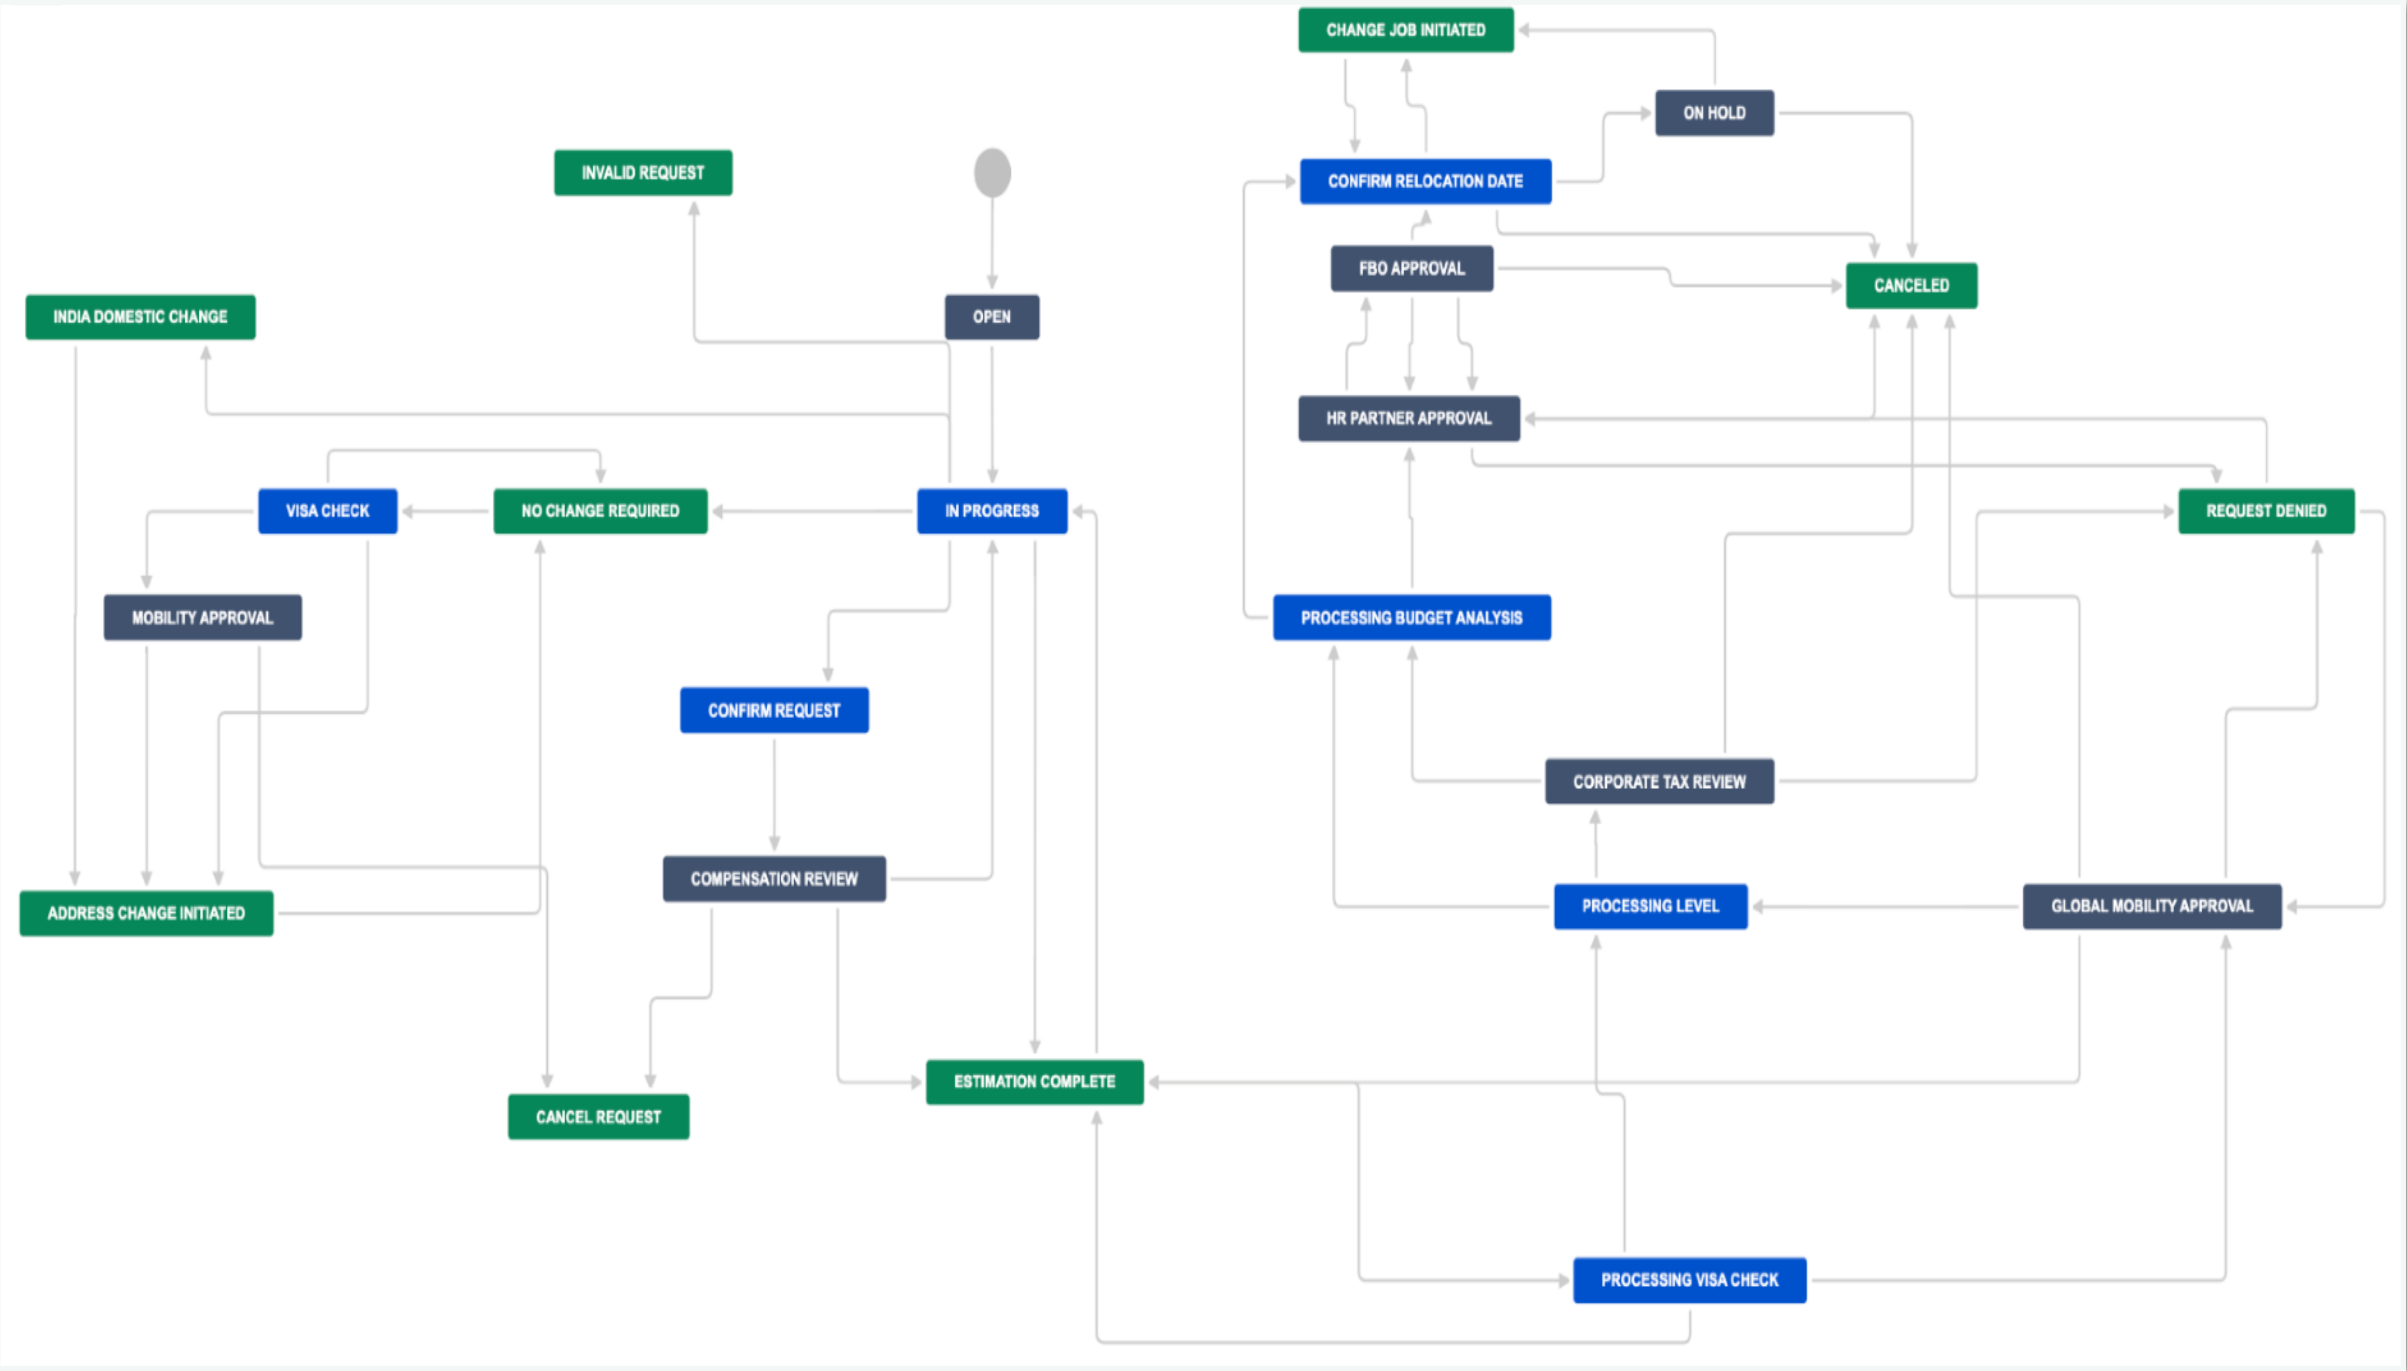 CHANGE JOB INITIATED
ON HOLD
INVALID REQUEST
CONFIRM RELOCATION DATE
FBO APPROVAL
CANCELED
INDIA DOMESTIC CHANGE
OPEN
HR PARTNER APPROVAL
VISA CHECK
NO CHANGE REQUIRED
IN PROGRESS
REQUEST DENIED
MOBILITY APPROVAL
PROCESSING BUDGET ANALYSIS
CONFIRM REQUEST
CORPORATE TAX REVIEW
COMPENSATION REVIEW
ADDRESS CHANGE INITIATED
PROCESSING LEVEL
GLOBAL MOBILITY APPROVAL
ESTIMATION COMPLETE
CANCEL REQUEST
PROCESSING VISA CHECK